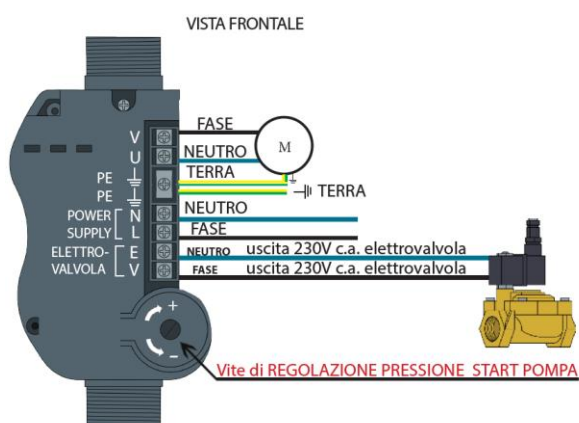 VISTA FRONTALE
V
FASE
M
U
NEUTRO
PE
TERRA
PE
TERRA
POWER
SUPPLY
N
NEUTRO
L
FASE
ELETTRO-
VALVOLA
E
NEUTRO uscita 230V c.a. elettrovalvola
V
FASE uscita 230V c.a. elettrovalvola
+
−
Vite di REGOLAZIONE PRESSIONE START POMPA